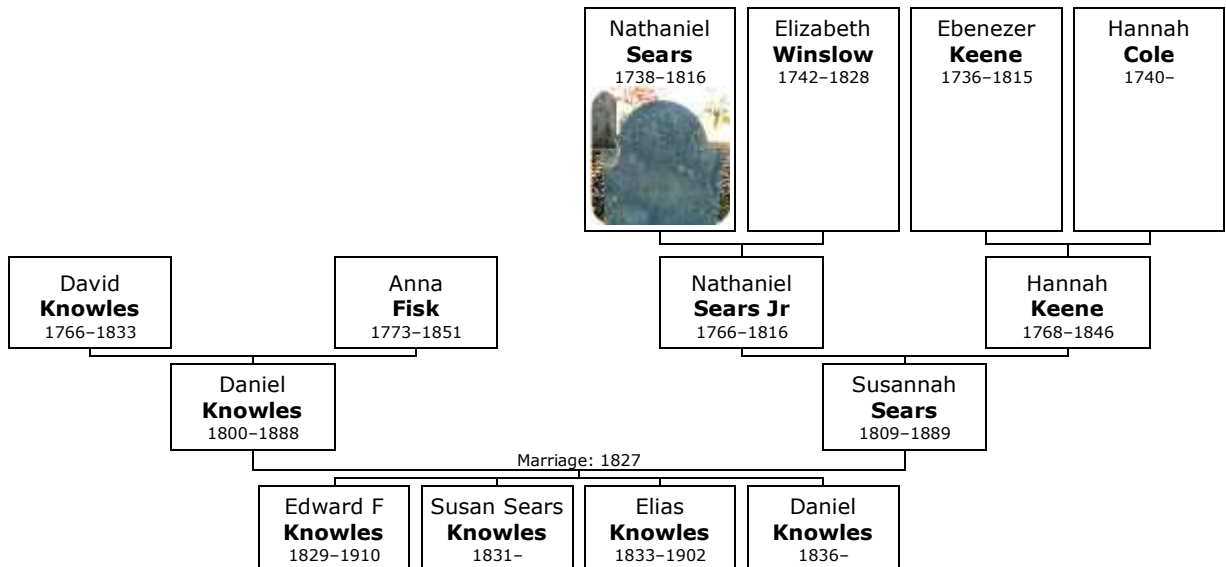 Nathaniel
Sears
1738–1816
Elizabeth
Winslow
1742–1828
Ebenezer
Keene
1736–1815
Hannah
Cole
1740–
David
Knowles
1766–1833
Anna
Fisk
1773–1851
Nathaniel
Sears Jr
1766–1816
Hannah
Keene
1768–1846
Daniel
Knowles
1800–1888
Susannah
Sears
1809–1889
Marriage: 1827
Edward F
Knowles
1829–1910
Susan Sears
Knowles
1831–
Elias
Knowles
1833–1902
Daniel
Knowles
1836–